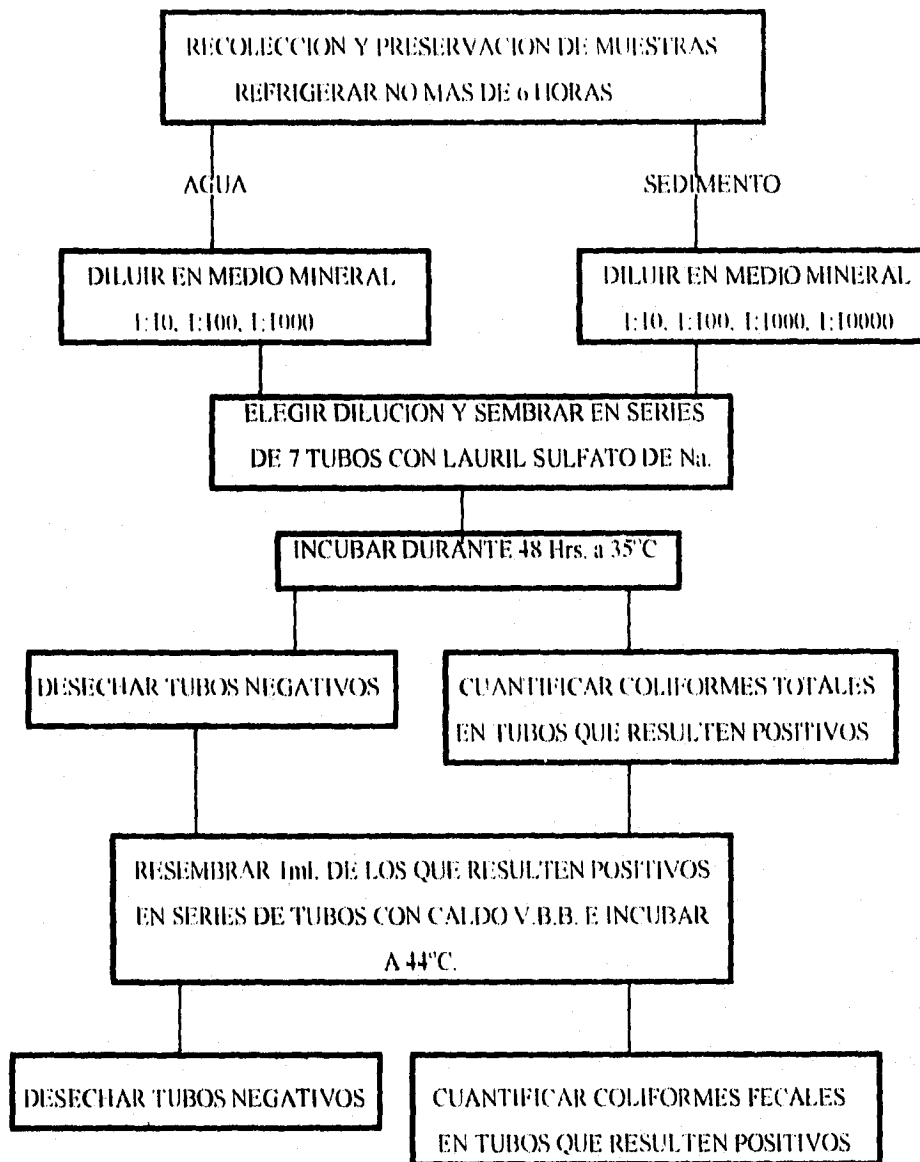 RECOLECCION Y PRESERVACION DE MUESTRAS
REFRIGERAR NO MAS DE 6 HORAS
AGUA
SEDIMENTO
DILUIR EN MEDIO MINERAL
1:10, 1:100, 1:1000
DILUIR EN MEDIO MINERAL
1:10, 1:100, 1:1000, 1:10000
ELEGIR DILUCION Y SEMBRAR EN SERIES
DE 7 TUBOS CON LAURIL SULFATO DE Na.
INCUBAR DURANTE 48 Hrs. a 35°C
DESECHAR TUBOS NEGATIVOS
CUANTIFICAR COLIFORMES TOTALES
EN TUBOS QUE RESULTEN POSITIVOS
RESEMBRAR 1ml. DE LOS QUE RESULTEN POSITIVOS
EN SERIES DE TUBOS CON CALDO V.B.B. E INCUBAR
A 44°C.
DESECHAR TUBOS NEGATIVOS
CUANTIFICAR COLIFORMES FECALES
EN TUBOS QUE RESULTEN POSITIVOS